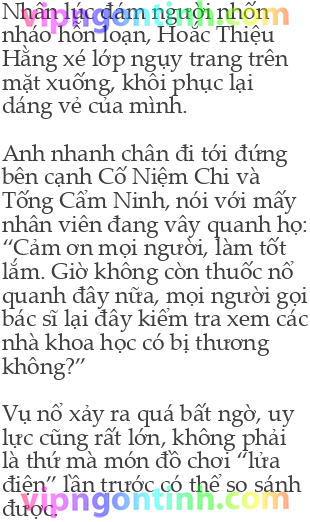 Nhân lúc đám người nhốn
nháo hỗn loạn, Hoắc Thiệu
Hằng xé lớp ngụy trang trên
mặt xuống, khôi phục lại
dáng vẻ của mình.

Anh nhanh chân đi tới đứng
bên cạnh Cố Niệm Chi và
Tống Cẩm Ninh, nói với mấy
nhân viên đang vây quanh họ:
“Cảm ơn mọi người, làm tốt
lắm. Giờ không còn thuốc nổ
quanh đây nữa, mọi người gọi
bác sĩ lại đây kiểm tra xem các
nhà khoa học có bị thương
không?”

Vụ nổ xảy ra quá bất ngờ, uy
lực cũng rất lớn, không phải
là thứ mà món đồ chơi “lửa
điện” lần trước có thể so sánh
được.
vipngontinh.com
vipngontinh.com